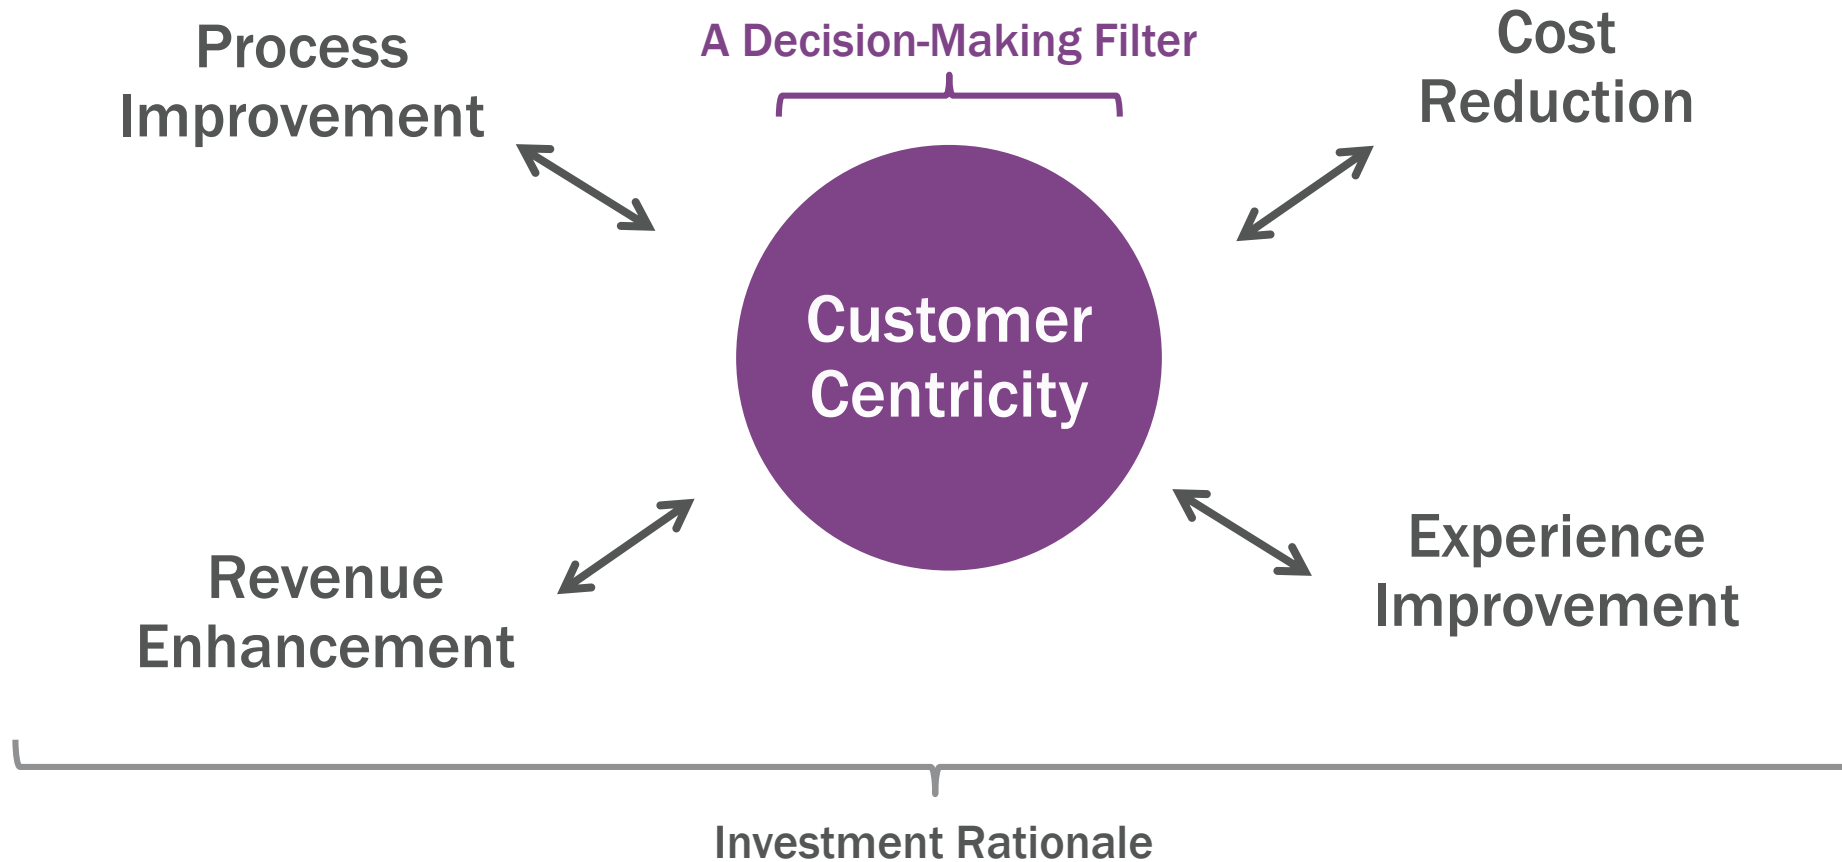 Process
Improvement
A Decision-Making Filter
Cost
Reduction
Customer
Centricity
Revenue
Enhancement
Experience
Improvement
Investment Rationale